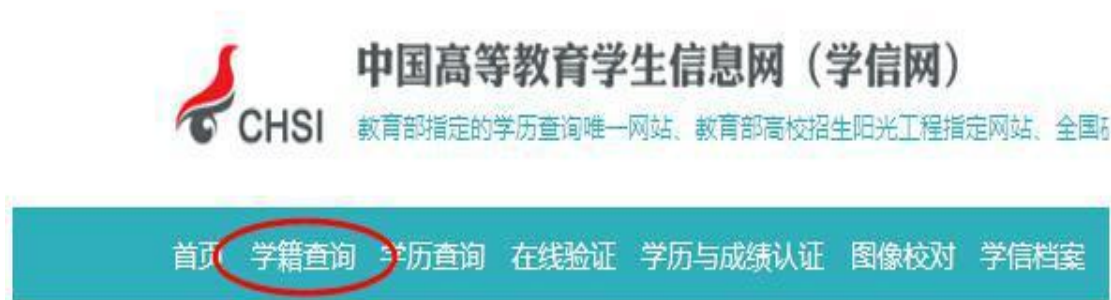 中国高等教育学生信息网（学信网）
CHSI
教育部指定的学历查询唯一网站、教育部高校招生阳光工程指定网站、全国
首页 学籍查询 学历查询 在线验证 学历与成绩认证 图像校对 学信档案